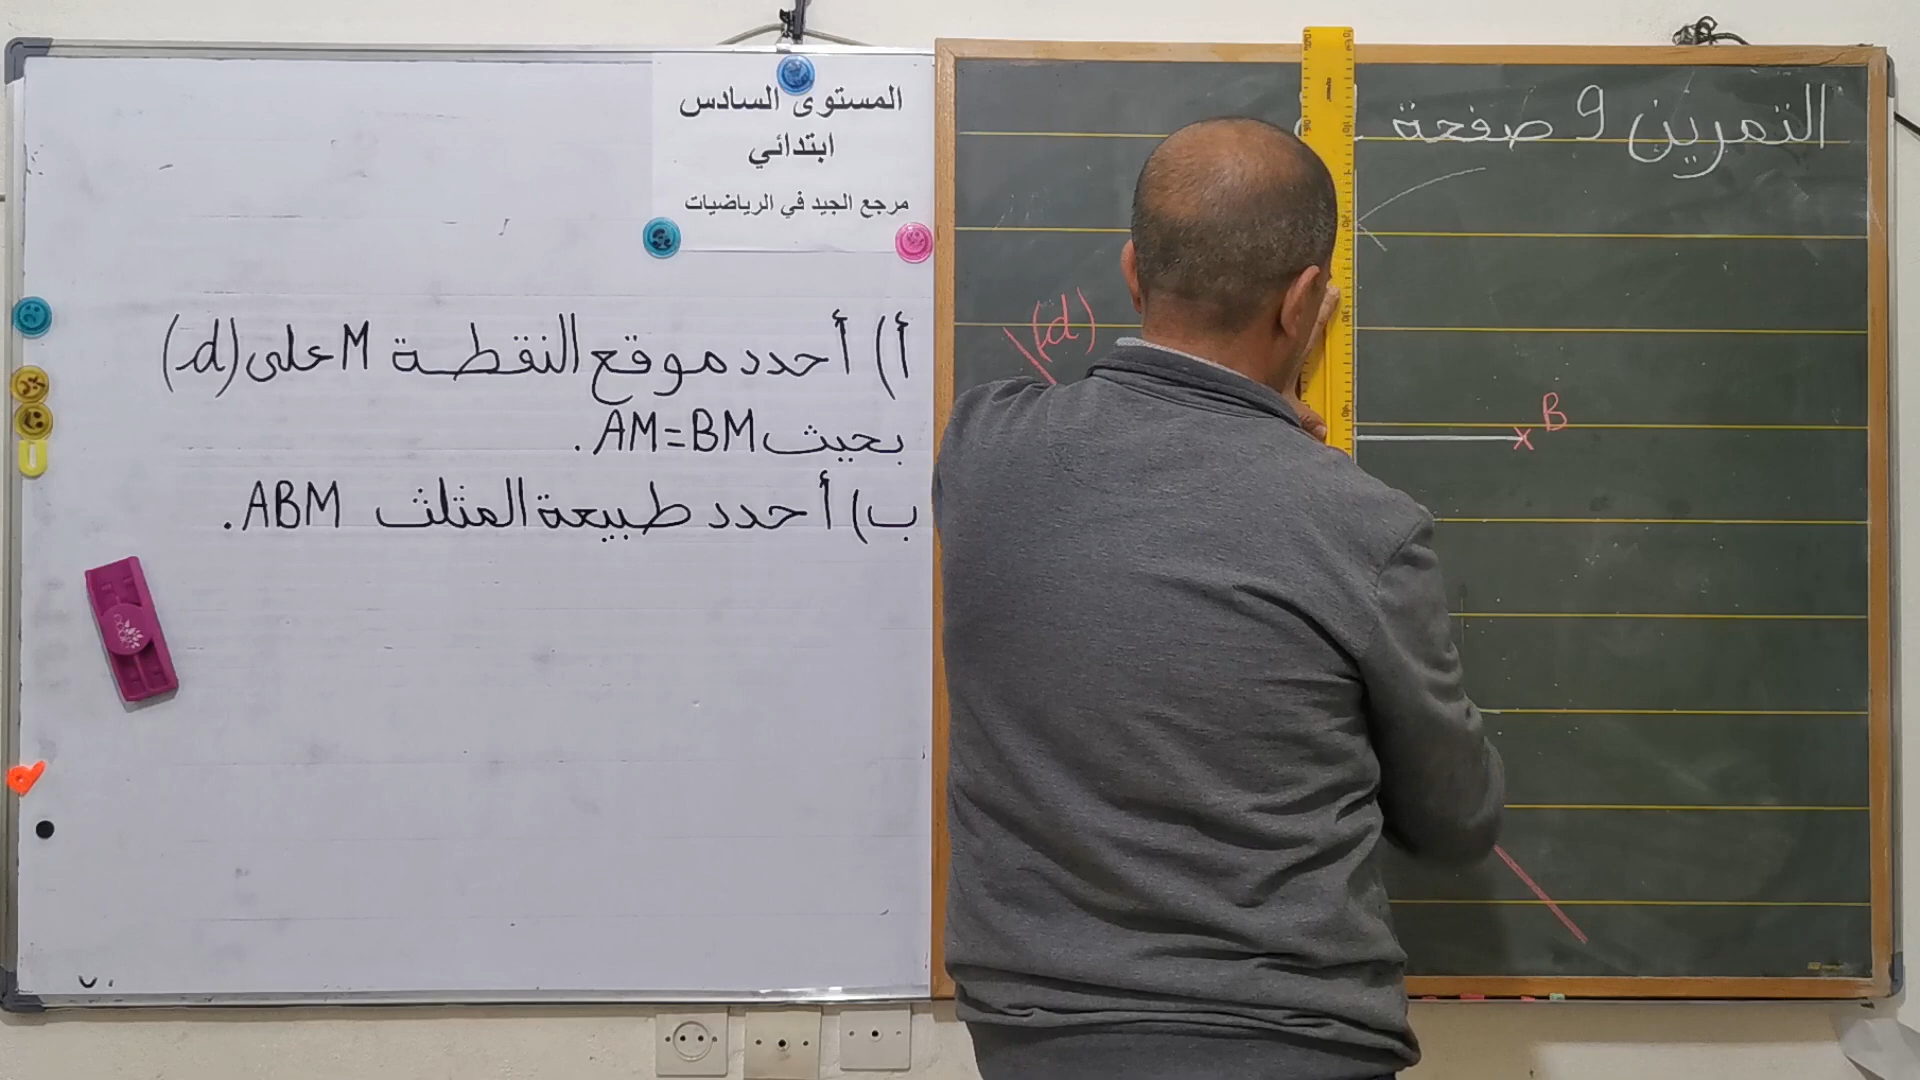 المستوى السادس
ابتدائي
مرجع الجيد في الرياضيات
أ) أحدد موقع النقطة M على (d)
بحيث AM=BM.
ب) أحدد طبيعة المثلث ABM.
التمرين 9 صفحة
(d)
B